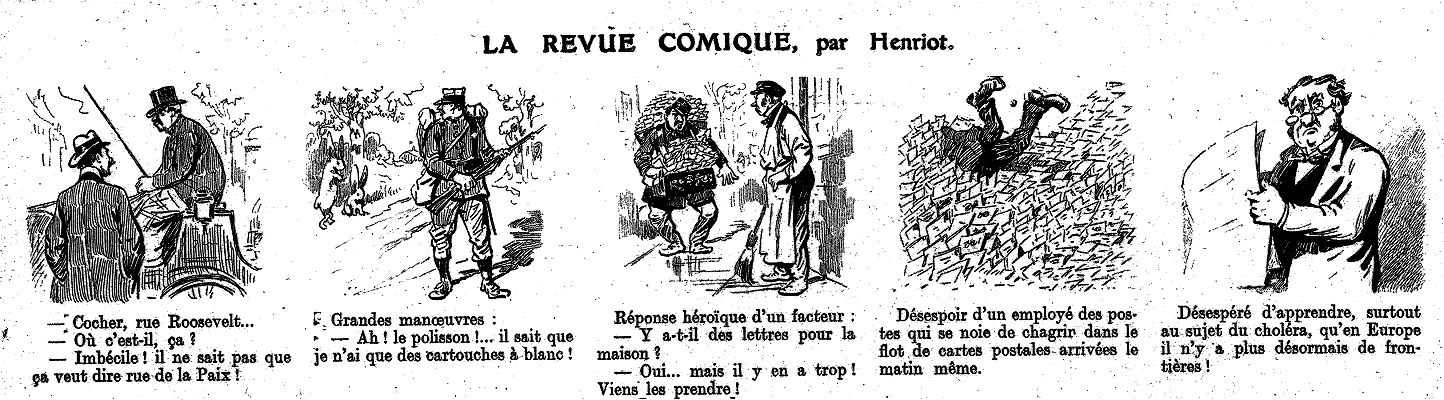 LA REVUE COMIQUE, par Henriot.
— Cocher, rue Roosevelt...
— Où c'est-il, ça ?
— Imbécile ! il ne sait pas que
ça veut dire rue de la Paix !
Grandes manœuvres :
— Ah ! le polisson !... il sait que
je n'ai que des cartouches à blanc !
Réponse héroïque d'un facteur :
— Y a-t-il des lettres pour la
maison ?
— Oui... mais il y en a trop !
Viens les prendre !
Désespoir d'un employé des pos-
tes qui se noie de chagrin dans le
flot de cartes postales arrivées le
matin même.
Désespéré d'apprendre, surtout
au sujet du choléra, qu'en Europe
il n'y a plus désormais de fron-
tières !